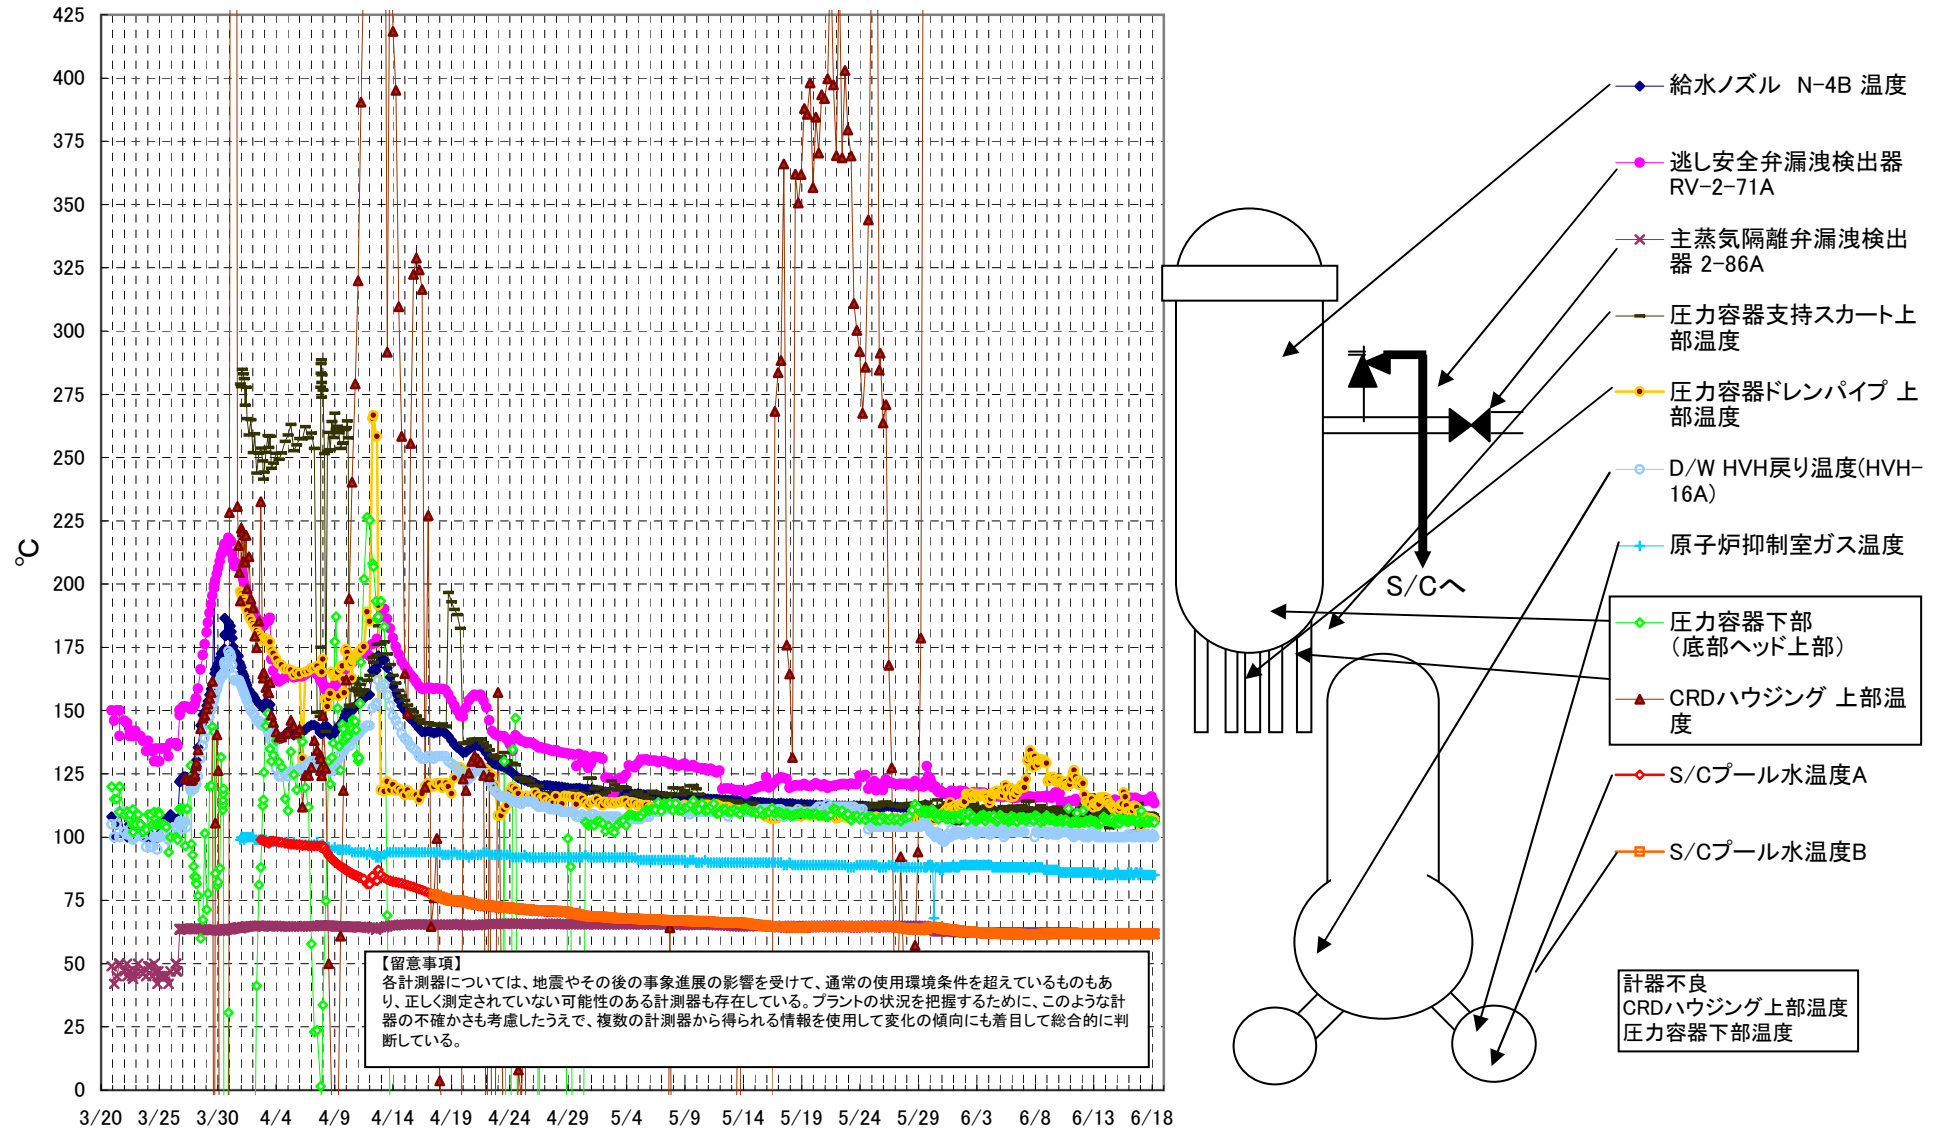 425
400
375
350
325
300
275
250
225
200
175
150
125
100
75
50
25
0
℃
3/20 3/25 3/30 4/4 4/9 4/14 4/19 4/24 4/29 5/4 5/9 5/14 5/19 5/24 5/29 6/3 6/8 6/13 6/18
【留意事項】
各計測器については、地震やその後の事象進展の影響を受けて、通常の使用環境条件を超えているものもあ
り、正しく測定されていない可能性のある計測器も存在している。プラントの状況を把握するために、このような計
器の不確かさも考慮したうえで、複数の計測器から得られる情報を使用して変化の傾向にも着目して総合的に判
断している。
S/Cへ
給水ノズル N-4B 温度
逃し安全弁漏洩検出器
RV-2-71A
主蒸気隔離弁漏洩検出
器 2-86A
圧力容器支持スカート上
部温度
圧力容器ドレンパイプ 上
部温度
D/W HVH戻り温度(HVH-
16A)
原子炉抑制室ガス温度
圧力容器下部
(底部ヘッド上部)
CRDハウジング 上部温
度
S/Cプール水温度A
S/Cプール水温度B
計器不良
CRDハウジング上部温度
圧力容器下部温度